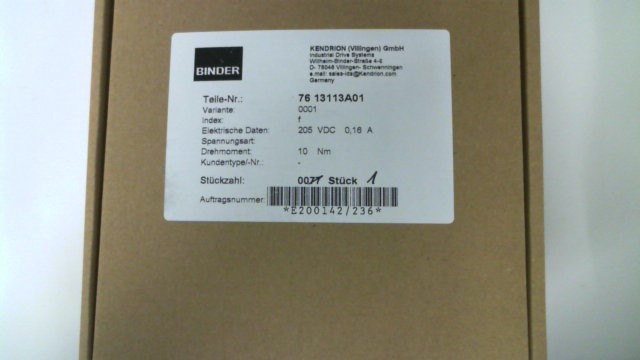 BINDER
KENDRION (Villingen) GmbH
Industrial Drive Systems
Wilhelm-Binder-Straße 4-6
D- 78048 Villingen- Schwenningen
e.mail: sales-ids@Kendrion.com
Germany
Teile-Nr.: 76 13113A01
Variante: 0001
Index: f
Elektrische Daten: 205 VDC 0,16 A
Spannungsart:
Drehmoment: 10 Nm
Kundentype/-Nr.: -
Stückzahl: Stück 1
Auftragsnummer
*E200142/236*